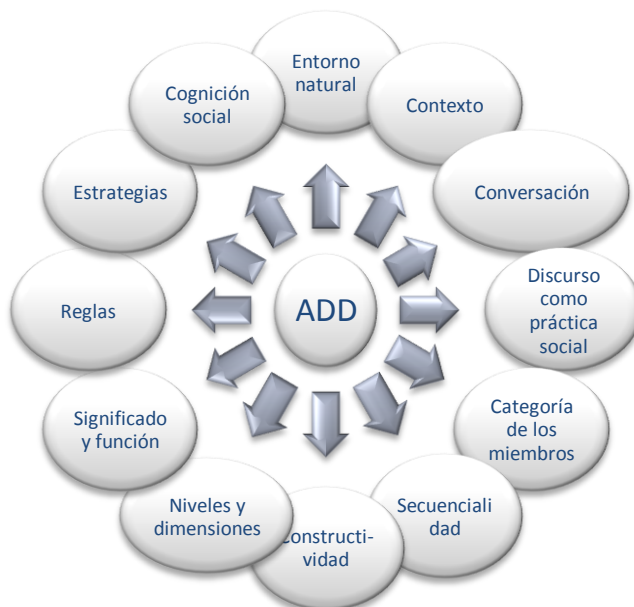 Entorno
natural
Contexto
Conversación
Discurso
como
práctica
social
Categoría
de los
miembros
Secuenciali
dad
Constructi-
vidad
Niveles y
dimensiones
Significado
y función
Reglas
Estrategias
Cognición
social
ADD